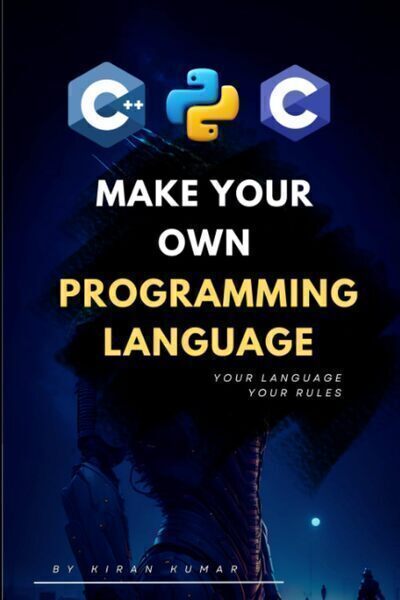 C++ C
MAKE YOUR
OWN
PROGRAMMING
LANGUAGE
YOUR LANGUAGE
YOUR RULES
BY KIRAN KUMAR